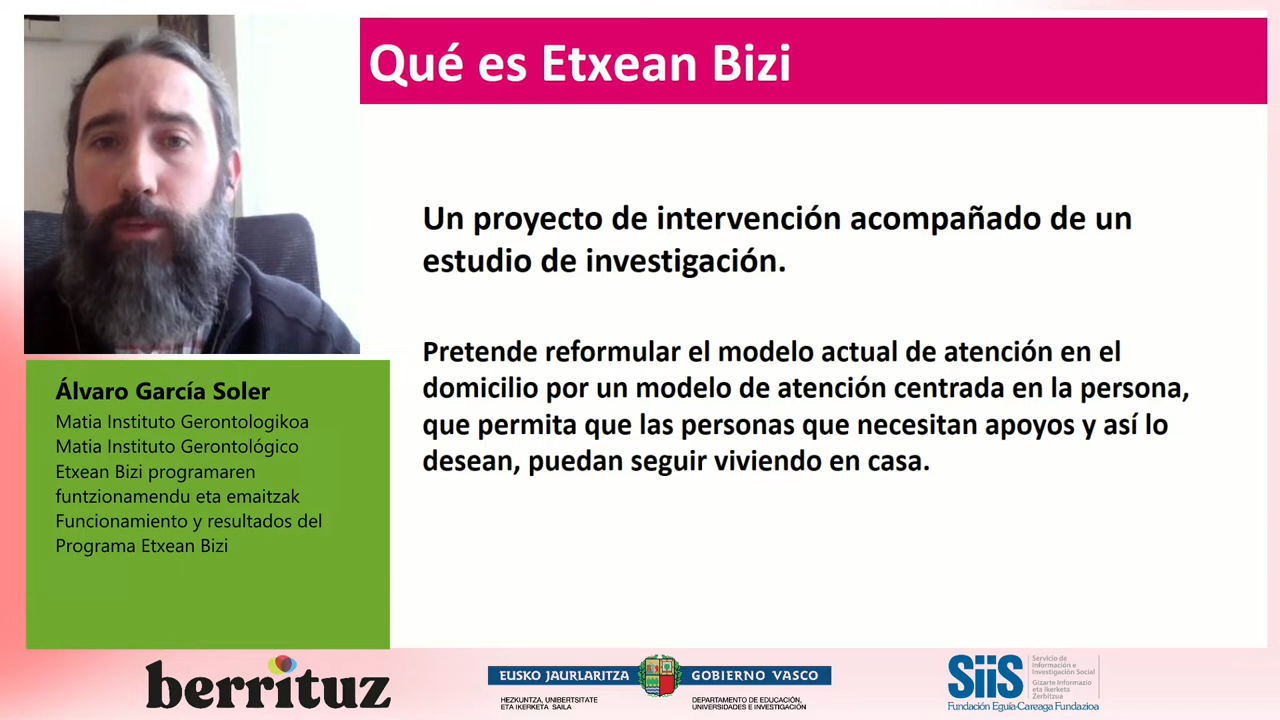 Qué es Etxean Bizi
Un proyecto de intervención acompañado de un
estudio de investigación.
Pretende reformular el modelo actual de atención en el
domicilio por un modelo de atención centrada en la persona,
que permita que las personas que necesitan apoyos y así lo
desean, puedan seguir viviendo en casa.
Álvaro García Soler
Matia Instituto Gerontologikoa
Matia Instituto Gerontológico
Etxean Bizi programaren
funtzionamendu eta emaitzak
Funcionamiento y resultados del
Programa Etxean Bizi
berrituz
EUSKO JAURLARITZA GOBIERNO VASCO
HEZKUNTZA, UNIBERTSITATE
ETA IKERKETA SAILA
DEPARTAMENTO DE EDUCACIÓN,
UNIVERSIDADES E INVESTIGACIÓN
SiiS
Servicio de
Información e
Investigación Social
Gizarte Informazio
eta Ikerketa
Zerbitzua
Fundación Eguía-Careaga Fundazioa